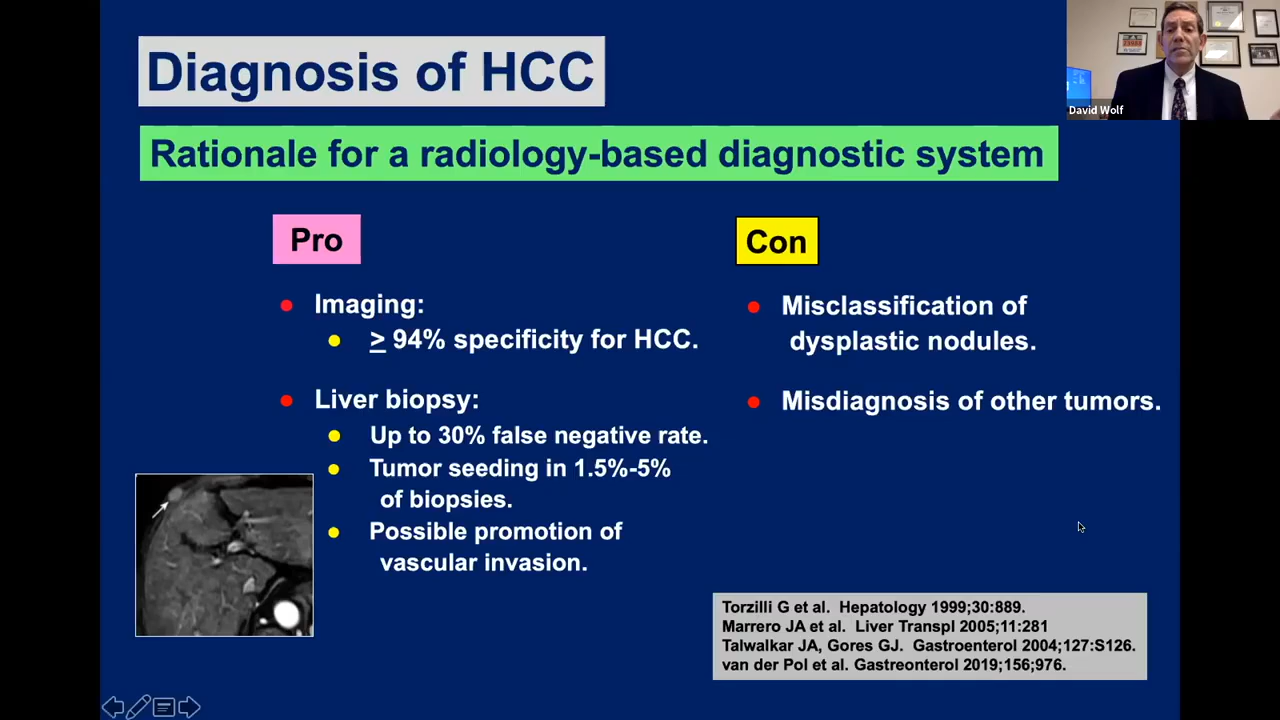 Diagnosis of HCC
David Wolf
Rationale for a radiology-based diagnostic system
Pro
Imaging:
≥ 94% specificity for HCC.
Liver biopsy:
Up to 30% false negative rate.
Tumor seeding in 1.5%-5%
of biopsies.
Possible promotion of
vascular invasion.
Con
Misclassification of
dysplastic nodules.
Misdiagnosis of other tumors.
Torzilli G et al. Hepatology 1999;30:889.
Marrero JA et al. Liver Transpl 2005;11:281
Talwalkar JA, Gores GJ. Gastroenterol 2004;127:S126.
van der Pol et al. Gastreonterol 2019;156;976.